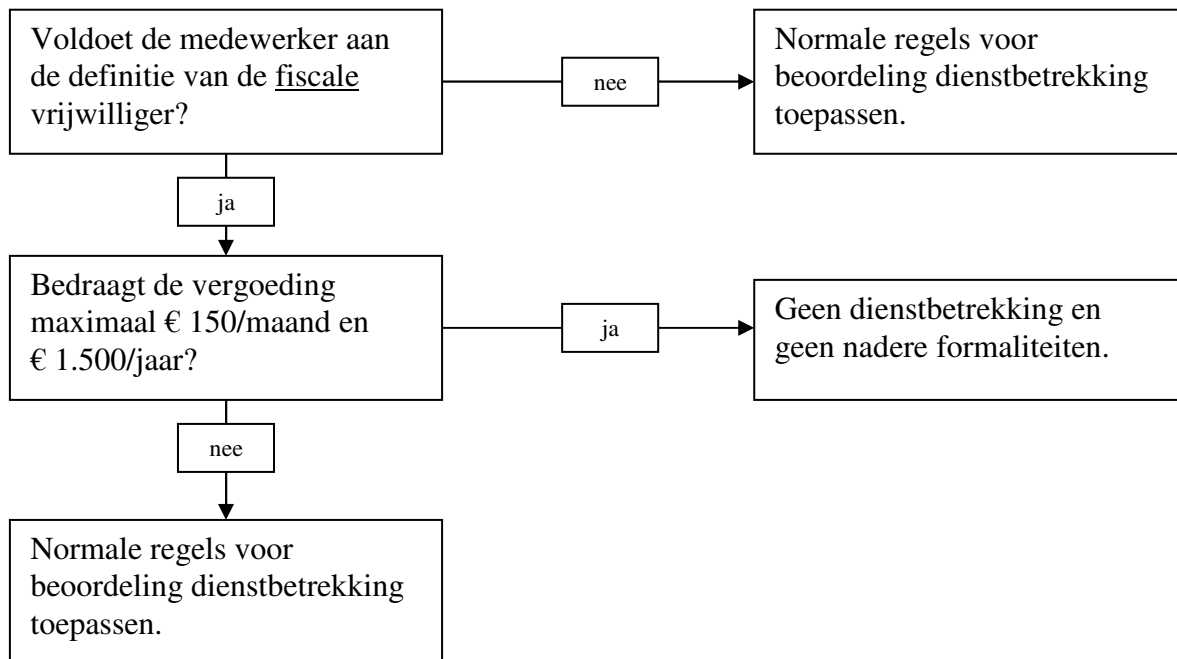 Voldoet de medewerker aan
de definitie van de fiscale
vrijwilliger?
nee
Normale regels voor
beoordeling dienstbetrekking
toepassen.
ja
Bedraagt de vergoeding
maximaal € 150/maand en
€ 1.500/jaar?
ja
Geen dienstbetrekking en
geen nadere formaliteiten.
nee
Normale regels voor
beoordeling dienstbetrekking
toepassen.